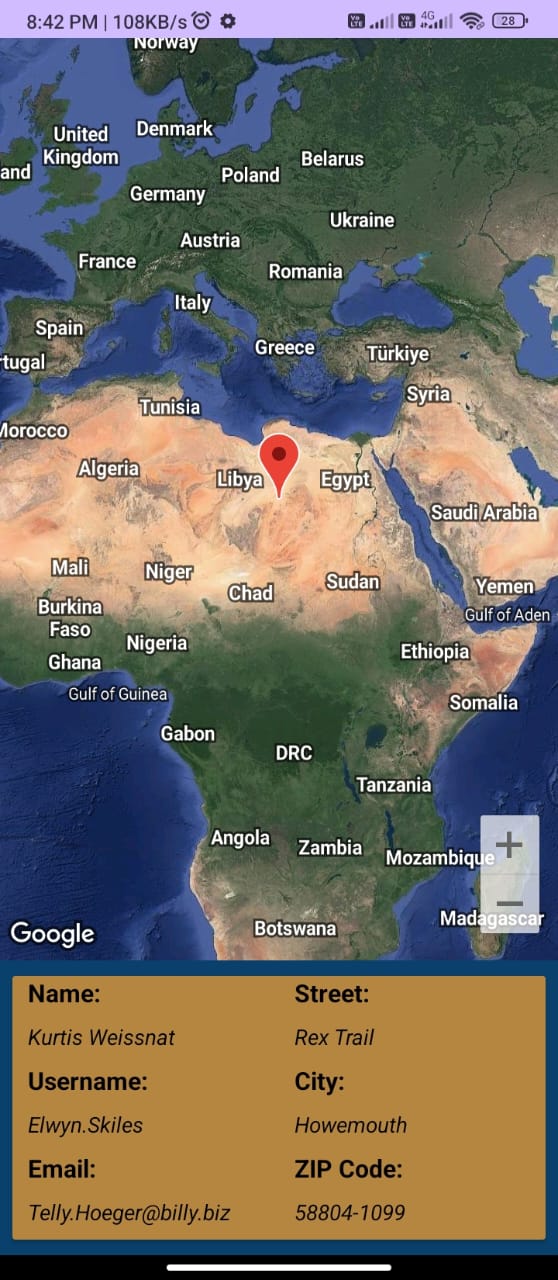 8:42 PM | 108KB/s
Vo LTE Vo LTE 4G 28
Norway
United Kingdom
Denmark
and
Belarus
Poland
Germany
Ukraine
Austria
France
Romania
Italy
Spain
Greece
Türkiye
rtugal
Syria
Tunisia
Morocco
Algeria
Libya
Egypt
Saudi Arabia
Mali
Niger
Sudan
Chad
Yemen
Burkina Faso
Gulf of Aden
Nigeria
Ethiopia
Ghana
Gulf of Guinea
Somalia
Gabon
DRC
Tanzania
Angola
Zambia
Mozambique
Madagascar
Botswana
Google
Name: Street:
Kurtis Weissnat Rex Trail
Username: City:
Elwyn.Skiles Howemouth
Email: ZIP Code:
Telly.Hoeger@billy.biz 58804-1099